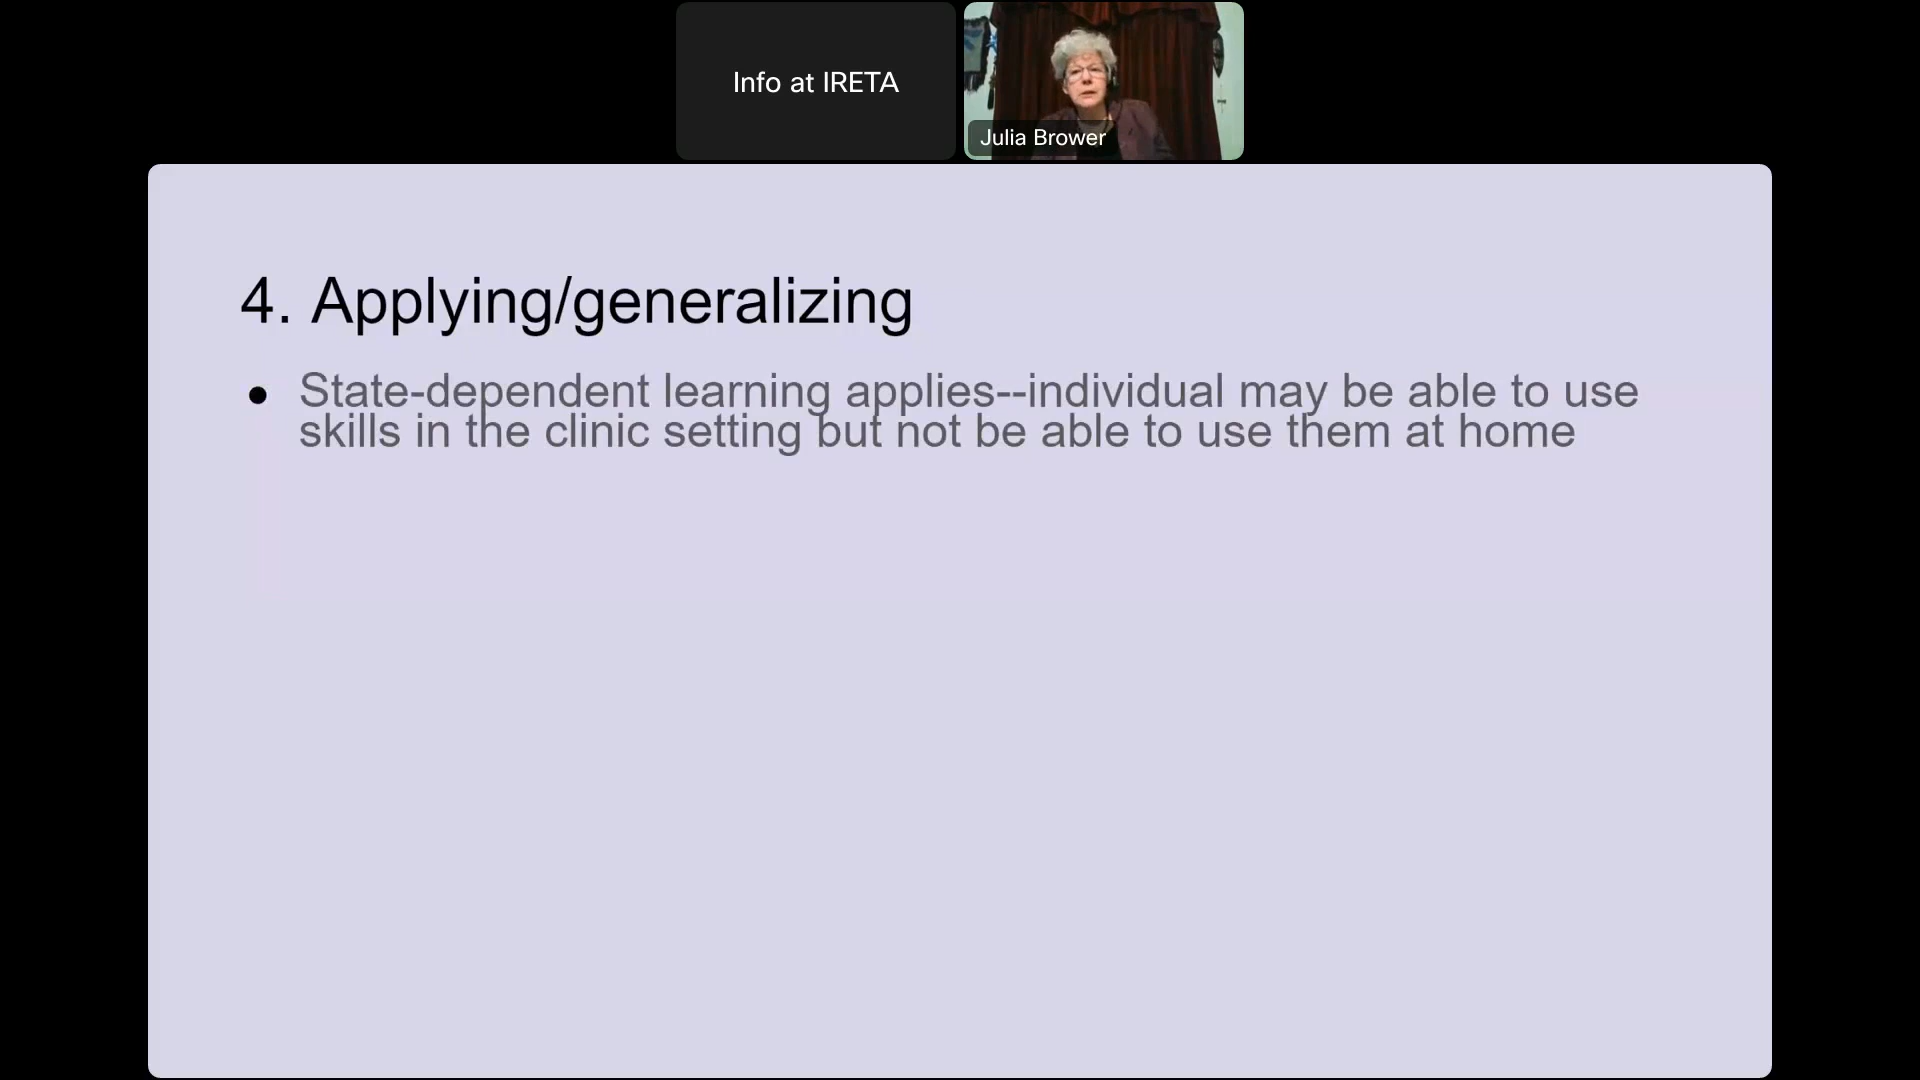 Info at IRETA
Julia Brower
4. Applying/generalizing
● State-dependent learning applies--individual may be able to use
skills in the clinic setting but not be able to use them at home